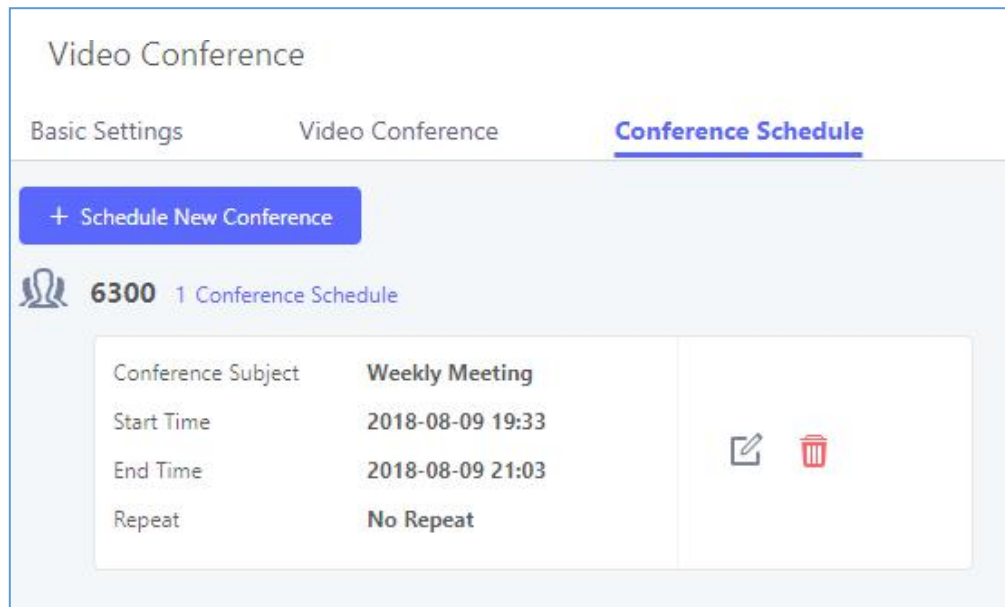 Video Conference
Basic Settings Video Conference Conference Schedule
+ Schedule New Conference
6300 1 Conference Schedule
Conference Subject Weekly Meeting
Start Time 2018-08-09 19:33
End Time 2018-08-09 21:03
Repeat No Repeat